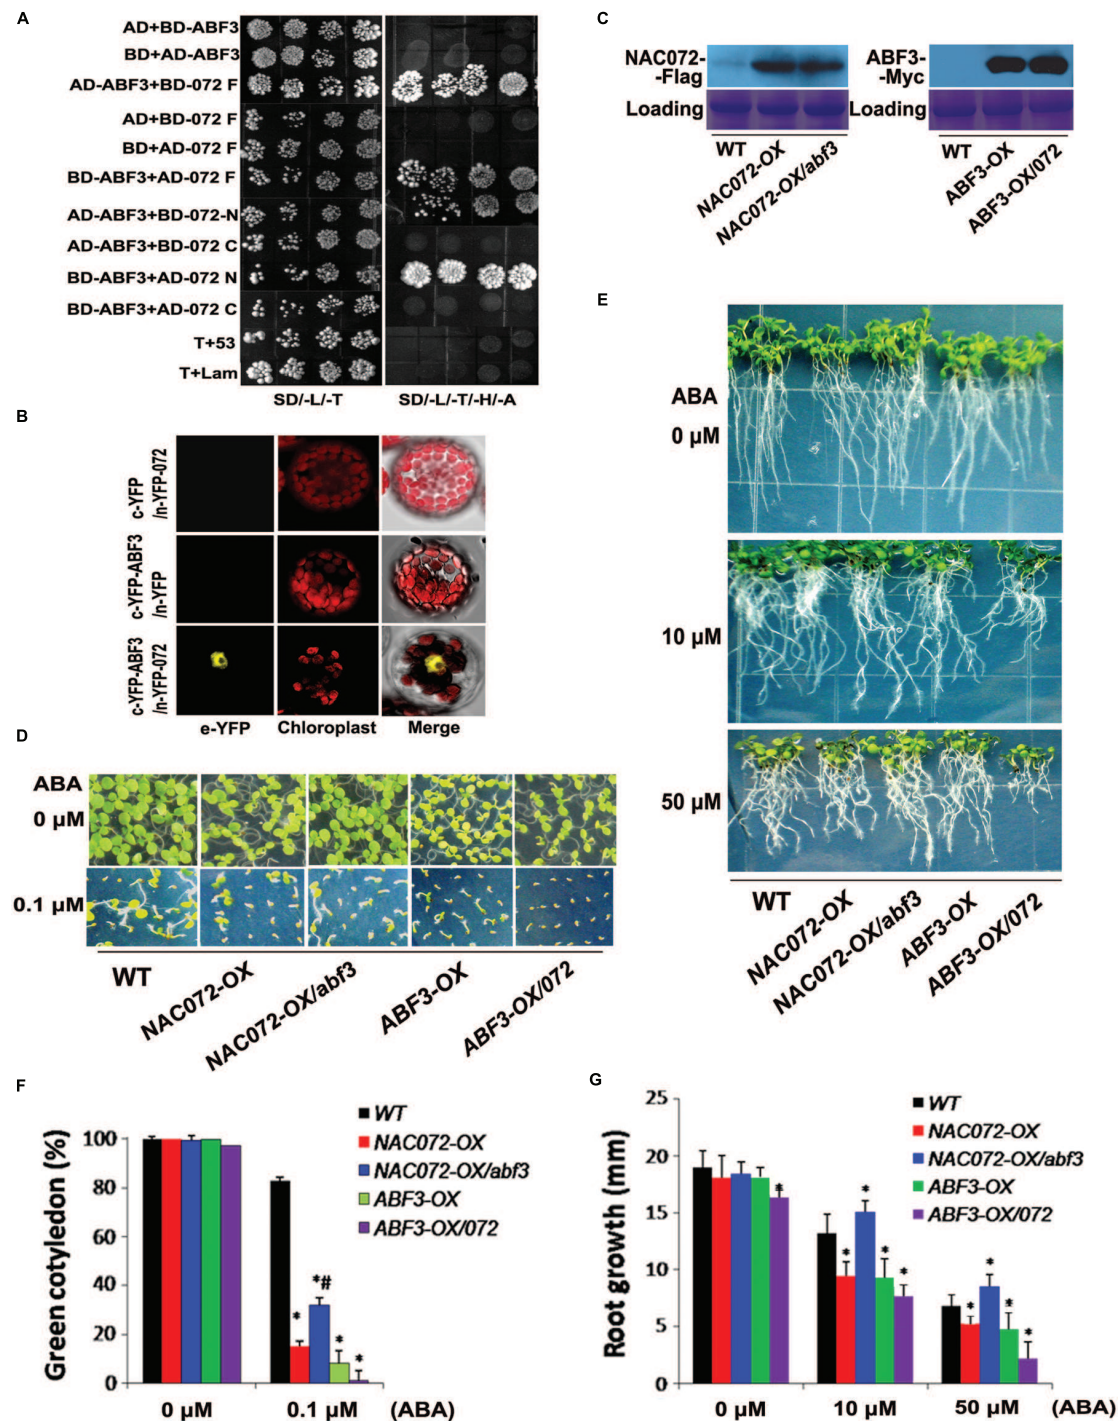 A
AD+BD-ABF3
BD+AD-ABF3
AD-ABF3+BD-072 F
AD+BD-072 F
BD+AD-072 F
BD-ABF3+AD-072 F
AD-ABF3+BD-072-N
AD-ABF3+BD-072 C
BD-ABF3+AD-072 N
BD-ABF3+AD-072 C
T+53
T+Lam
SD/-L/-T
SD/-L/-T/-H/-A
B
c-YFP
/n-YFP-072
c-YFP-ABF3
/n-YFP
c-YFP-ABF3
/n-YFP-072
e-YFP
Chloroplast
Merge
C
NAC072-
-Flag
Loading
WT
NAC072-OX
NAC072-OX/abf3
ABF3-
-Myc
Loading
WT
ABF3-OX
ABF3-OX/072
D
ABA
0 µM
0.1 µM
WT
NAC072-OX
NAC072-OX/abf3
ABF3-OX
ABF3-OX/072
E
ABA
0 µM
10 µM
50 µM
WT
NAC072-OX
NAC072-OX/abf3
ABF3-OX
ABF3-OX/072
F
Green cotyledon (%)
100
80
60
40
20
0
WT
NAC072-OX
NAC072-OX/abf3
ABF3-OX
ABF3-OX/072
*
*#
*
*
0 µM
0.1 µM
(ABA)
G
Root growth (mm)
25
20
15
10
5
0
WT
NAC072-OX
NAC072-OX/abf3
ABF3-OX
ABF3-OX/072
*
*
*
*
*
*
*
*
*
0 µM
10 µM
50 µM
(ABA)